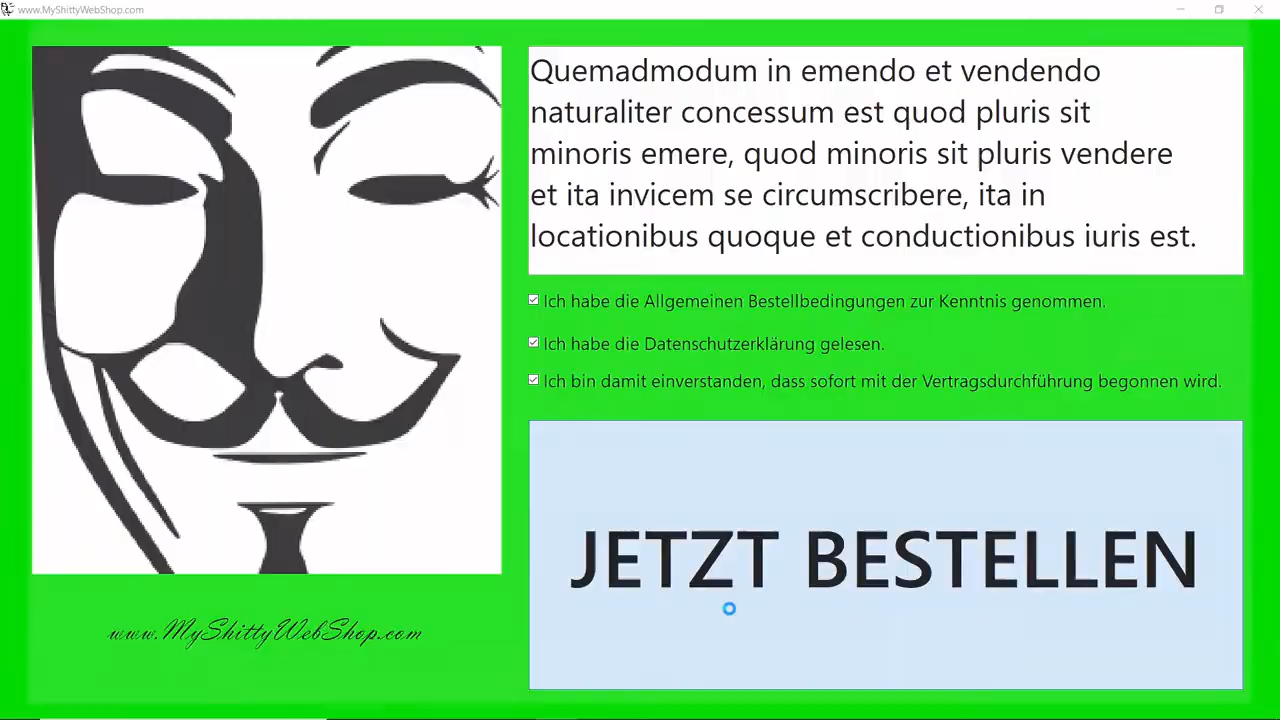 www.MyShittyWebShop.com
Quemadmodum in emendo et vendendo
naturaliter concessum est quod pluris sit
minoris emere, quod minoris sit pluris vendere
et ita invicem se circumscribere, ita in
locationibus quoque et conductionibus iuris est.
Ich habe die Allgemeinen Bestellbedingungen zur Kenntnis genommen.
Ich habe die Datenschutzerklärung gelesen.
Ich bin damit einverstanden, dass sofort mit der Vertragsdurchführung begonnen wird.
JETZT BESTELLEN
www.MyShittyWebShop.com